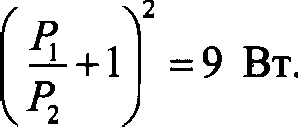 (P₁/P₂ + 1)² = 9 Вт.